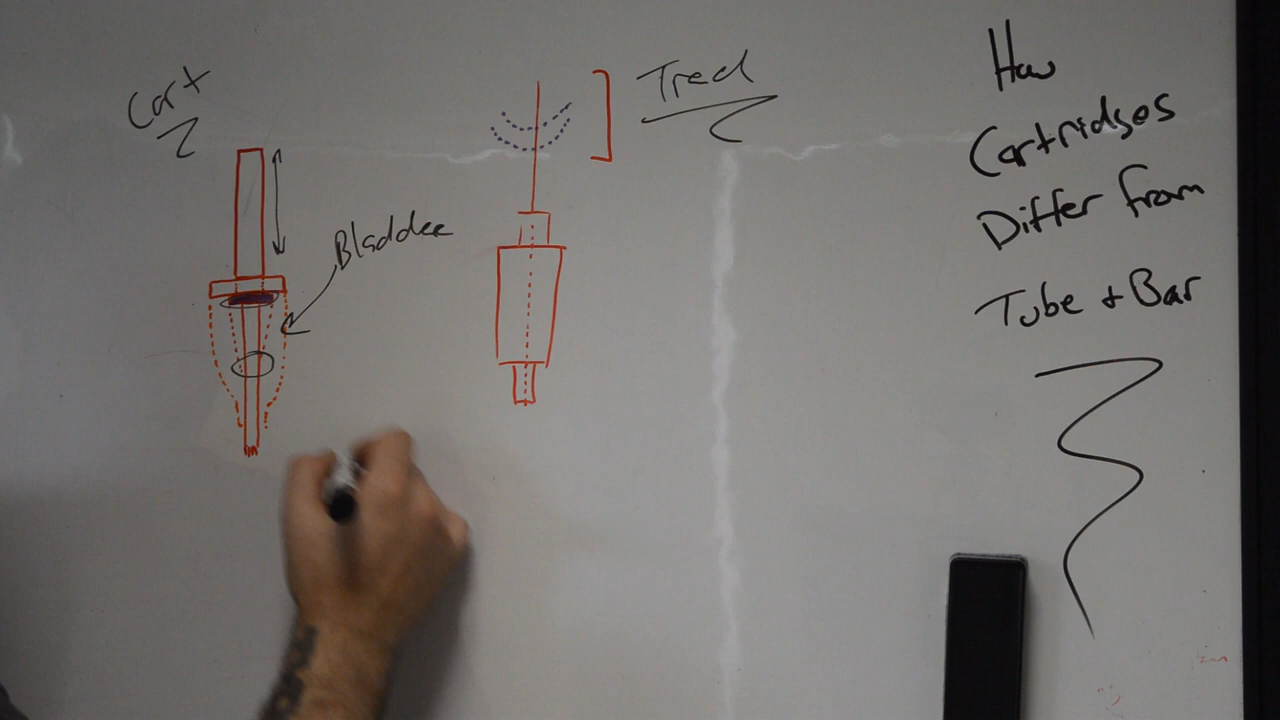 Cart
Bladder
Tred
How
Cartridges
Differ from
Tube + Bar